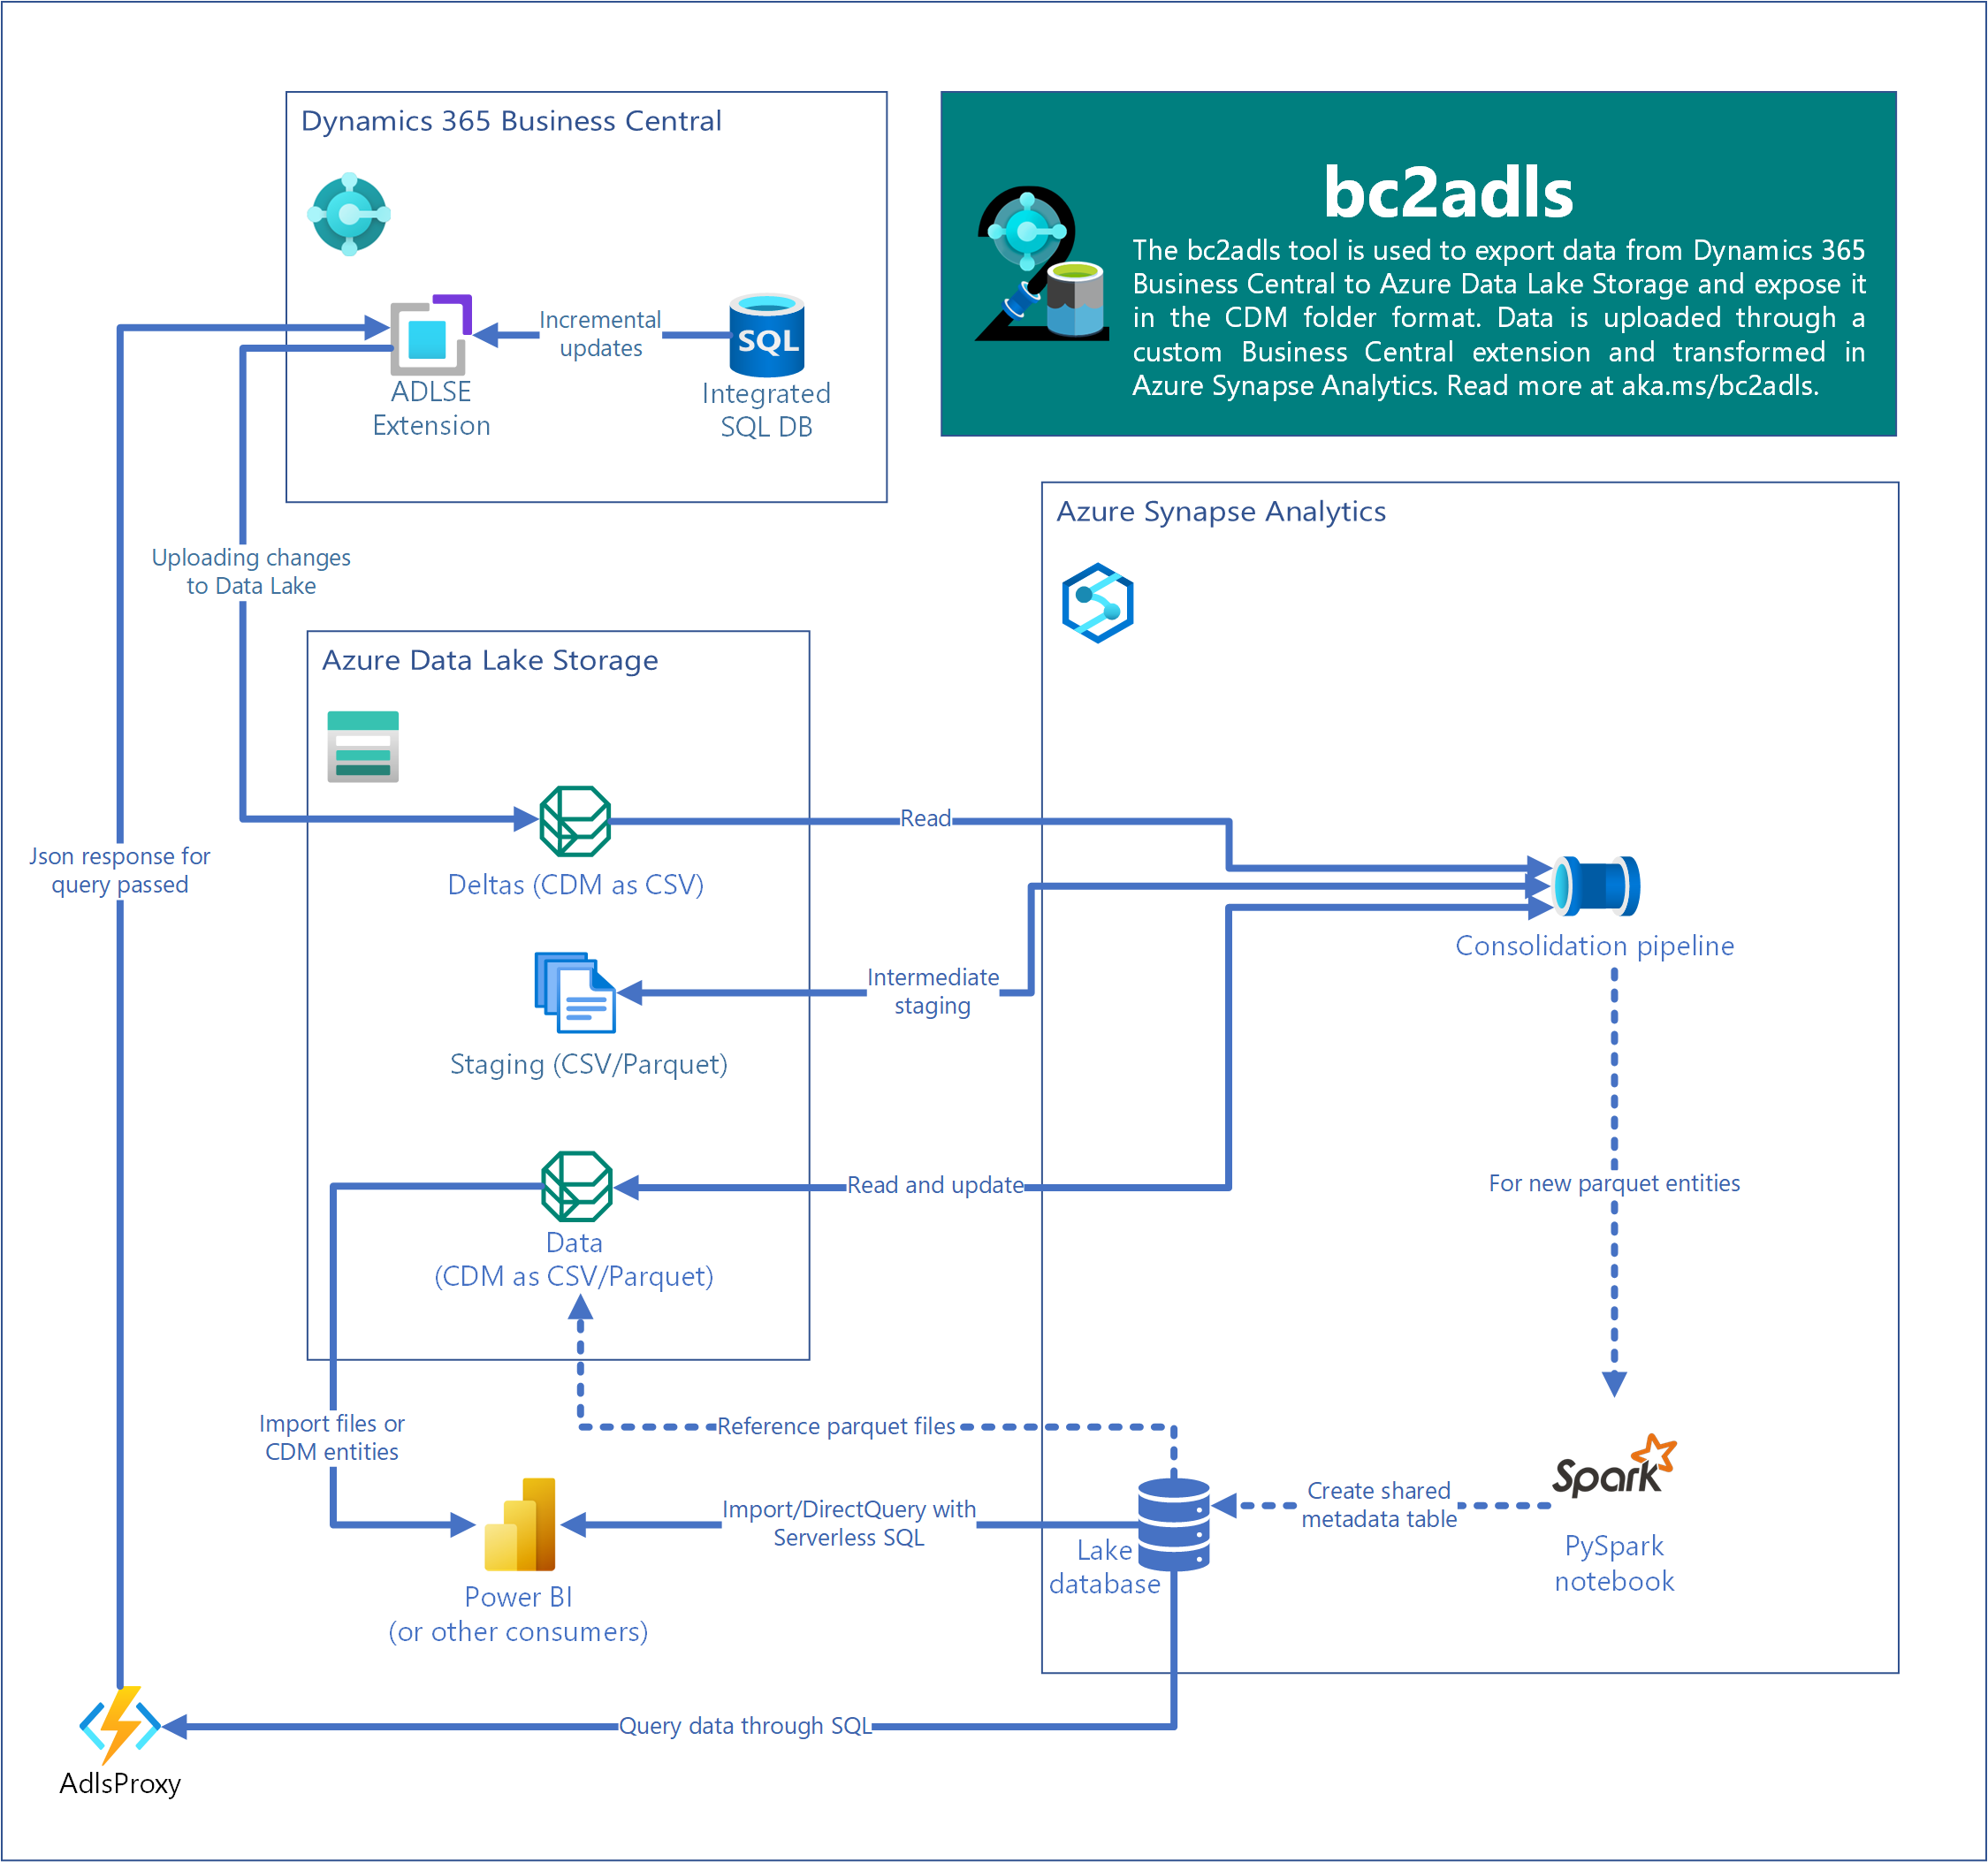 Dynamics 365 Business Central
SQL
Incremental
updates
ADLSE
Extension
Integrated
SQL DB
bc2adls
The bc2adls tool is used to export data from Dynamics 365
Business Central to Azure Data Lake Storage and expose it
in the CDM folder format. Data is uploaded through a
custom Business Central extension and transformed in
Azure Synapse Analytics. Read more at aka.ms/bc2adls.
Uploading changes
to Data Lake
Azure Synapse Analytics
Azure Data Lake Storage
Json response for
query passed
Read
Deltas (CDM as CSV)
Consolidation pipeline
Intermediate
staging
Staging (CSV/Parquet)
Read and update
For new parquet entities
Data
(CDM as CSV/Parquet)
Import files or
CDM entities
Reference parquet files
Spark
Create shared
metadata table
PySpark
notebook
Import/DirectQuery with
Serverless SQL
Lake
database
Power BI
(or other consumers)
Query data through SQL
AdlsProxy